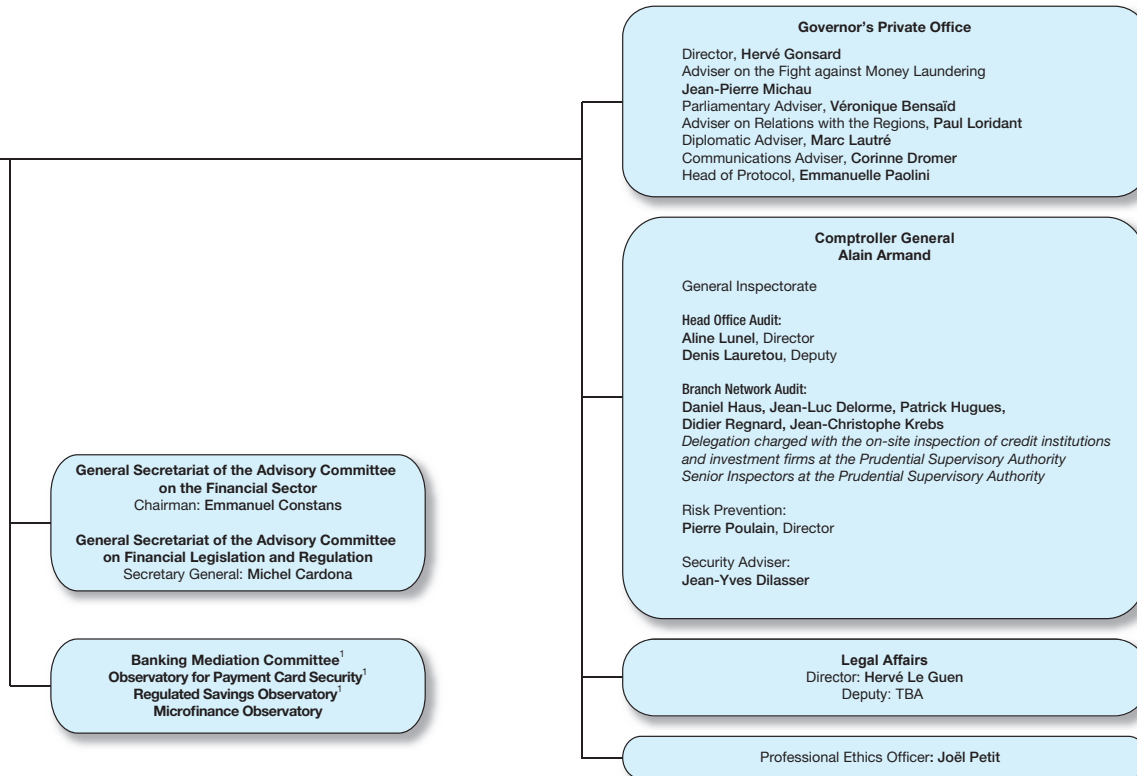 Governor's Private Office
Director, Hervé Gonsard
Adviser on the Fight against Money Laundering
Jean-Pierre Michau
Parliamentary Adviser, Véronique Bensaïd
Adviser on Relations with the Regions, Paul Loridant
Diplomatic Adviser, Marc Lautré
Communications Adviser, Corinne Dromer
Head of Protocol, Emmanuelle Paolini
Comptroller General
Alain Armand
General Inspectorate
Head Office Audit:
Aline Lunel, Director
Denis Lauretou, Deputy
Branch Network Audit:
Daniel Haus, Jean-Luc Delorme, Patrick Hugues,
Didier Regnard, Jean-Christophe Krebs
Delegation charged with the on-site inspection of credit institutions
and investment firms at the Prudential Supervisory Authority
Senior Inspectors at the Prudential Supervisory Authority
Risk Prevention:
Pierre Poulain, Director
Security Adviser:
Jean-Yves Dilasser
General Secretariat of the Advisory Committee
on the Financial Sector
Chairman: Emmanuel Constans
General Secretariat of the Advisory Committee
on Financial Legislation and Regulation
Secretary General: Michel Cardona
Banking Mediation Committee¹
Observatory for Payment Card Security¹
Regulated Savings Observatory¹
Microfinance Observatory
Legal Affairs
Director: Hervé Le Guen
Deputy: TBA
Professional Ethics Officer: Joël Petit